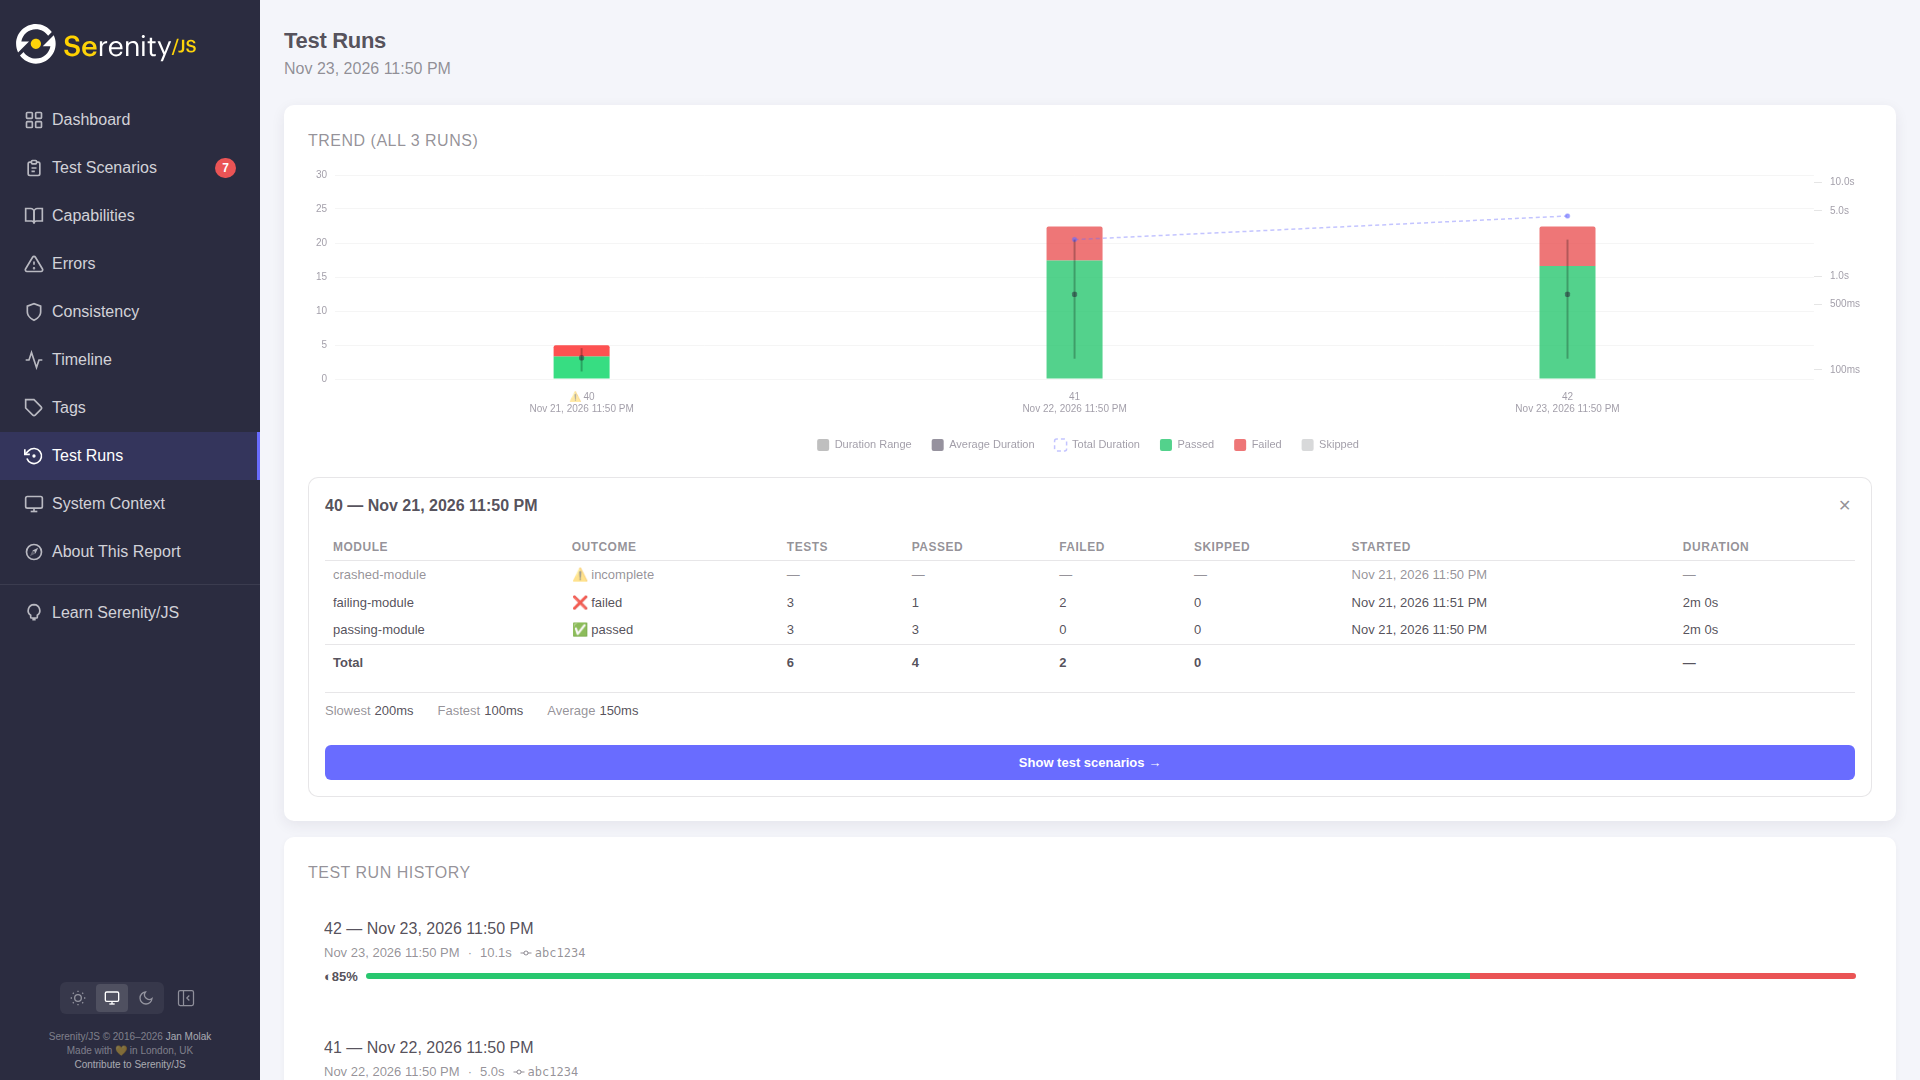 Serenity/JS
Dashboard
Test Scenarios 7
Capabilities
Errors
Consistency
Timeline
Tags
Test Runs
System Context
About This Report
Learn Serenity/JS
Serenity/JS © 2016–2026 Jan Molak
Made with 🤎 in London, UK
Contribute to Serenity/JS
Test Runs
Nov 23, 2026 11:50 PM
TREND (ALL 3 RUNS)
30
25
20
15
10
5
0
10.0s
5.0s
1.0s
500ms
100ms
⚠️ 40
Nov 21, 2026 11:50 PM
41
Nov 22, 2026 11:50 PM
42
Nov 23, 2026 11:50 PM
Duration Range Average Duration Total Duration Passed Failed Skipped
40 — Nov 21, 2026 11:50 PM ✕
MODULE OUTCOME TESTS PASSED FAILED SKIPPED STARTED DURATION
crashed-module ⚠️ incomplete — — — — Nov 21, 2026 11:50 PM —
failing-module ❌ failed 3 1 2 0 Nov 21, 2026 11:51 PM 2m 0s
passing-module ✅ passed 3 3 0 0 Nov 21, 2026 11:50 PM 2m 0s
Total 6 4 2 0 —
Slowest 200ms Fastest 100ms Average 150ms
Show test scenarios →
TEST RUN HISTORY
42 — Nov 23, 2026 11:50 PM
Nov 23, 2026 11:50 PM · 10.1s abc1234
85%
41 — Nov 22, 2026 11:50 PM
Nov 22, 2026 11:50 PM · 5.0s abc1234